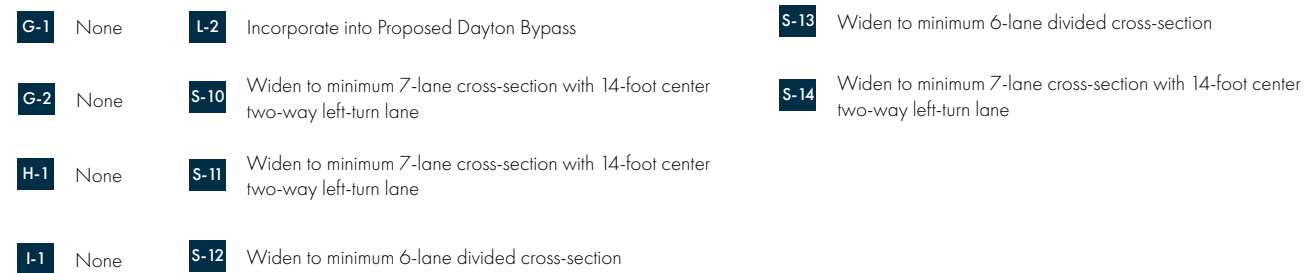 G-1 None
G-2 None
H-1 None
I-1 None
L-2 Incorporate into Proposed Dayton Bypass
S-10 Widen to minimum 7-lane cross-section with 14-foot center
two-way left-turn lane
S-11 Widen to minimum 7-lane cross-section with 14-foot center
two-way left-turn lane
S-12 Widen to minimum 6-lane divided cross-section
S-13 Widen to minimum 6-lane divided cross-section
S-14 Widen to minimum 7-lane cross-section with 14-foot center
two-way left-turn lane